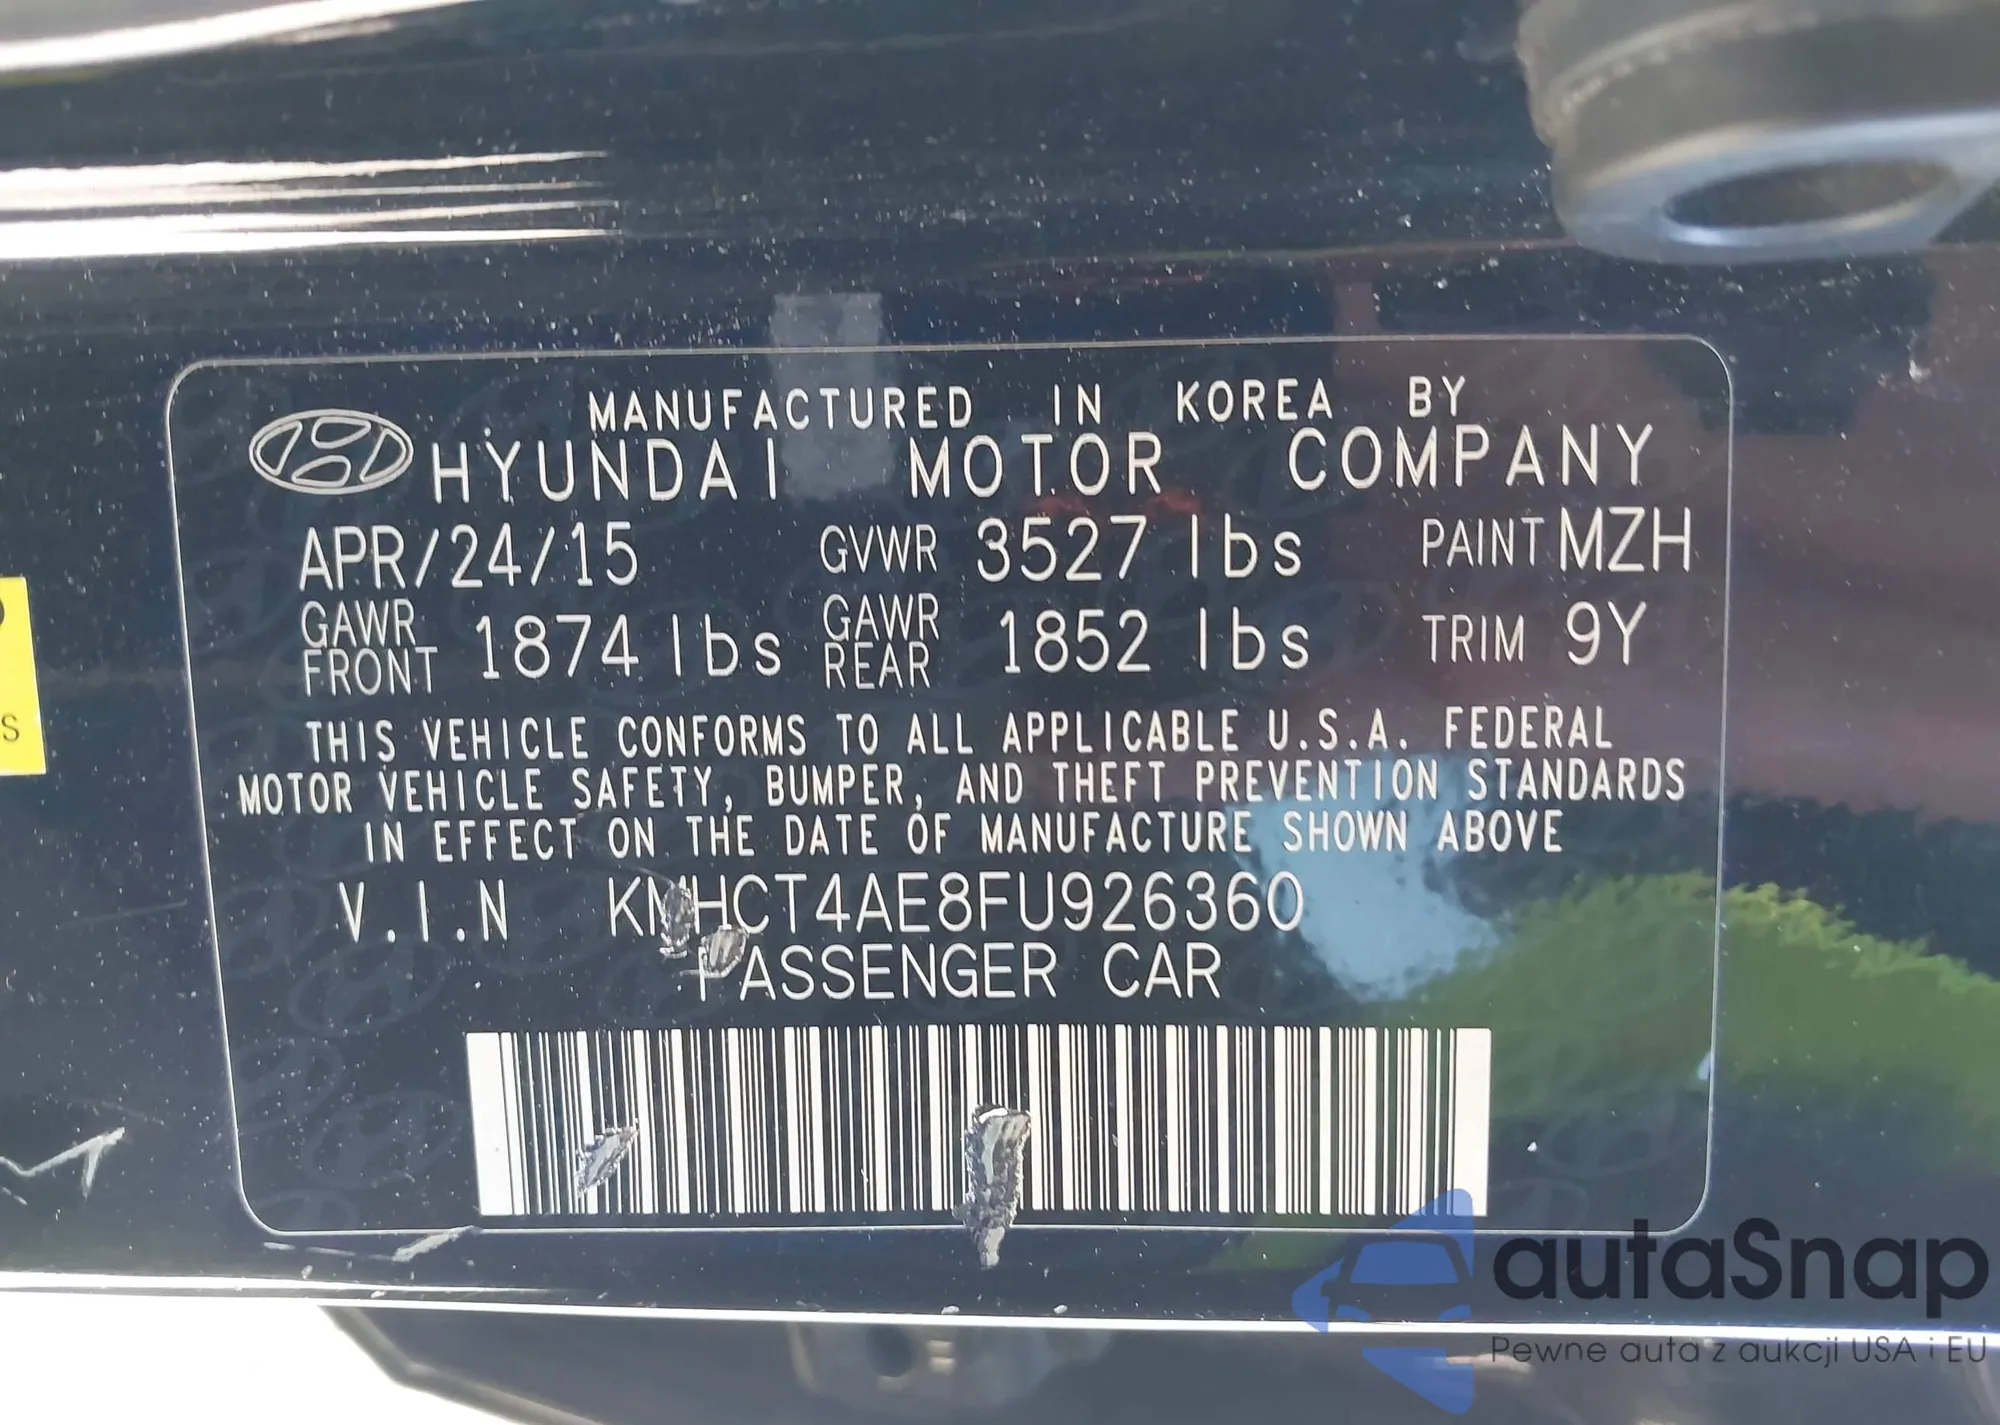 MANUFACTURED IN KOREA BY
HYUNDAI MOTOR COMPANY
APR/24/15 GVWR 3527 lbs PAINT MZH
GAWR FRONT 1874 lbs GAWR REAR 1852 lbs TRIM 9Y
THIS VEHICLE CONFORMS TO ALL APPLICABLE U.S.A. FEDERAL
MOTOR VEHICLE SAFETY, BUMPER, AND THEFT PREVENTION STANDARDS
IN EFFECT ON THE DATE OF MANUFACTURE SHOWN ABOVE
V.I.N KMHCT4AE8FU926360
PASSENGER CAR
S
autaSnap
Pewne auta z aukcji USA i EU